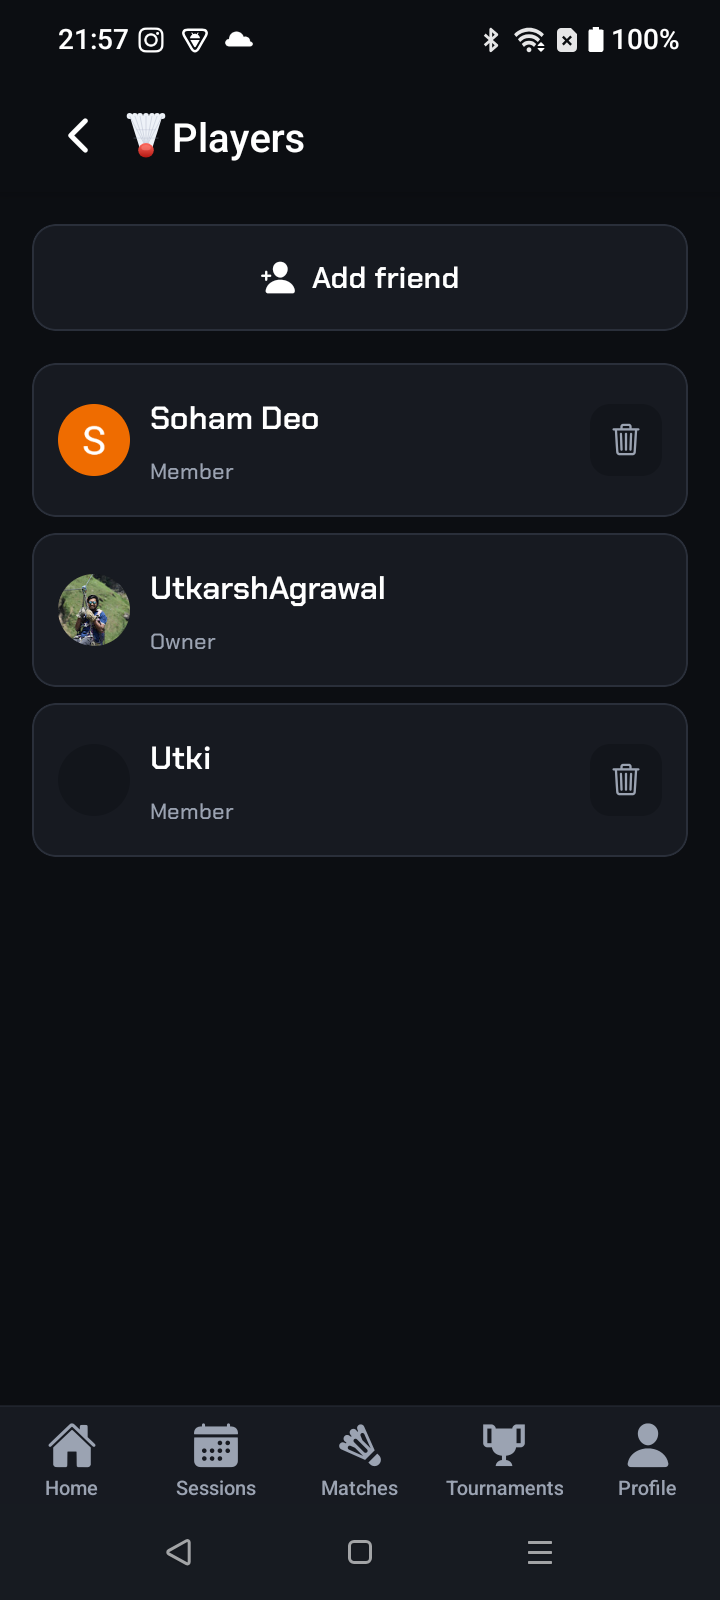 21:57 100%
Players
Add friend
S
Soham Deo
Member
UtkarshAgrawal
Owner
Utki
Member
Home Sessions Matches Tournaments Profile